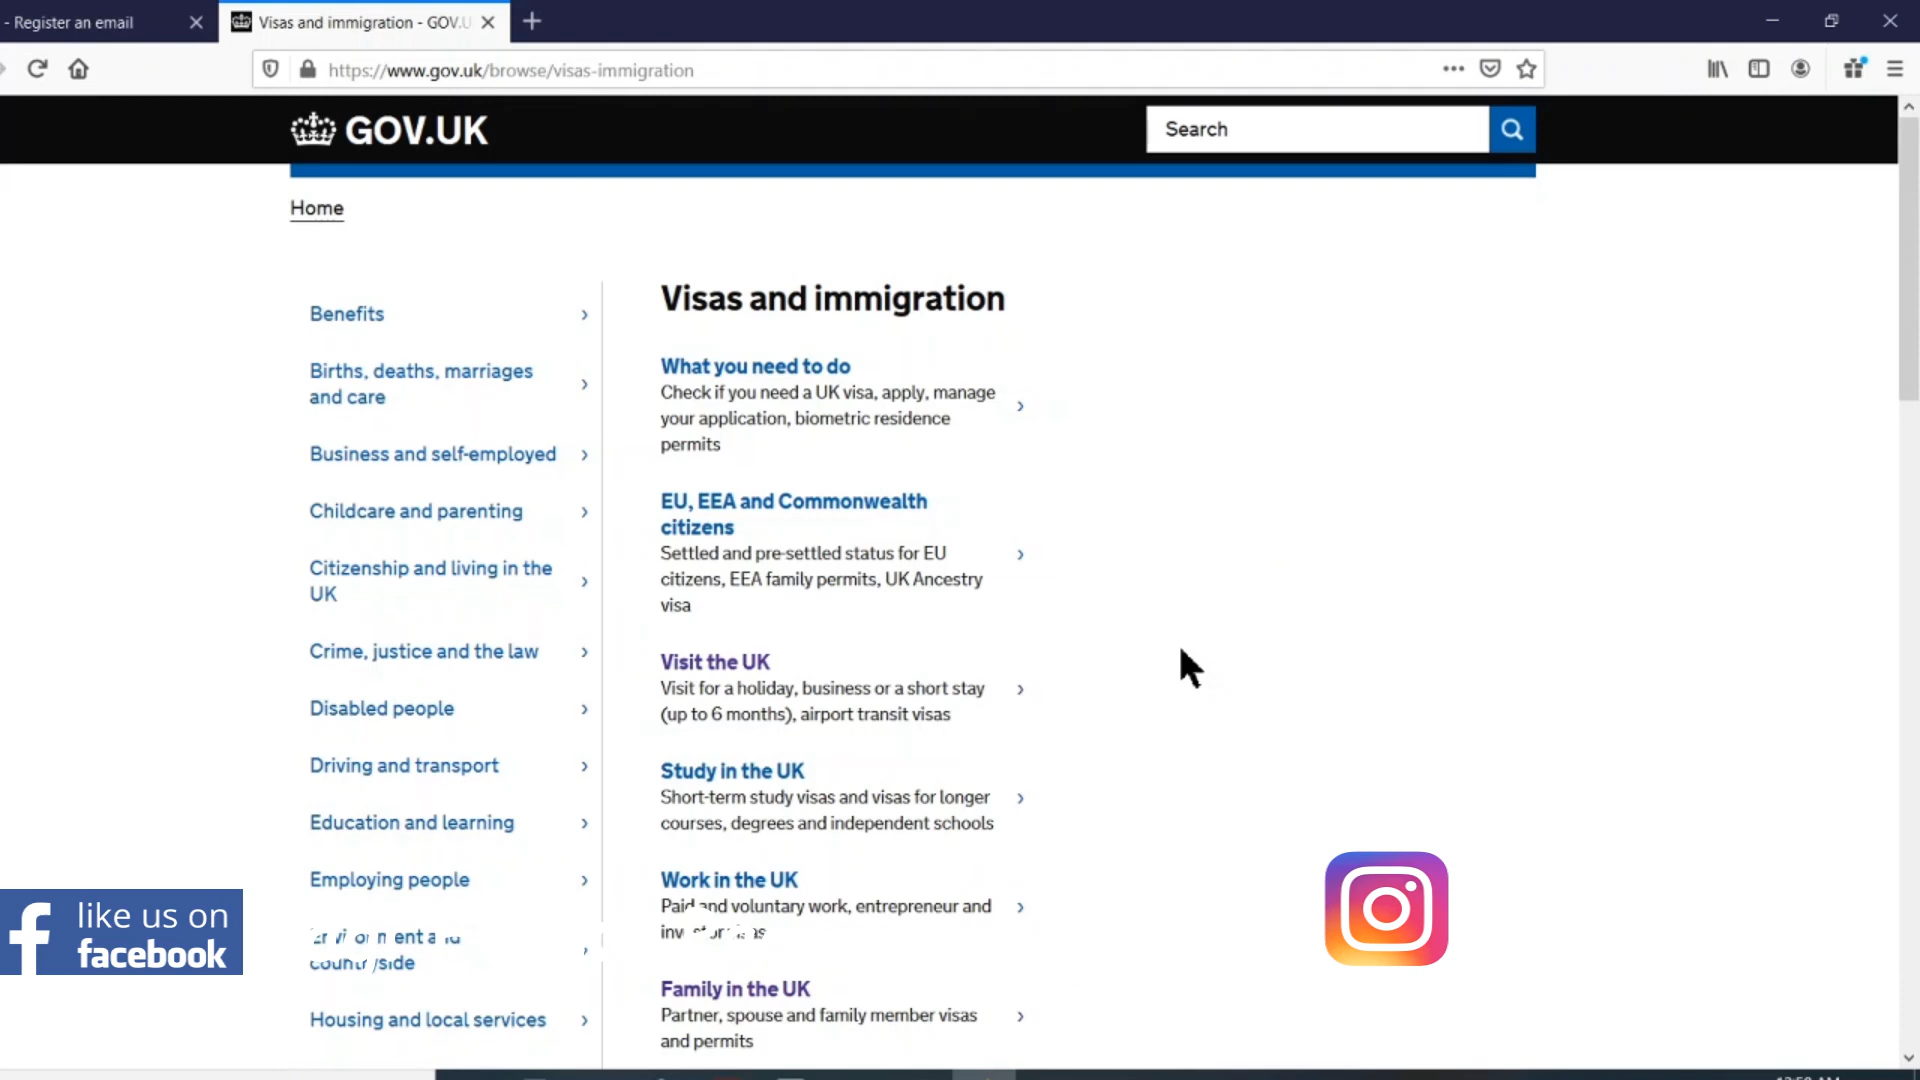 - Register an email
Visas and immigration - GOV.U
https://www.gov.uk/browse/visas-immigration
GOV.UK
Search
Home
Benefits
Births, deaths, marriages
and care
Business and self-employed
Childcare and parenting
Citizenship and living in the
UK
Crime, justice and the law
Disabled people
Driving and transport
Education and learning
Employing people
Housing and local services
Visas and immigration
What you need to do
Check if you need a UK visa, apply, manage
your application, biometric residence
permits
EU, EEA and Commonwealth
citizens
Settled and pre-settled status for EU
citizens, EEA family permits, UK Ancestry
visa
Visit the UK
Visit for a holiday, business or a short stay
(up to 6 months), airport transit visas
Study in the UK
Short-term study visas and visas for longer
courses, degrees and independent schools
Work in the UK
Paid and voluntary work, entrepreneur and
Family in the UK
Partner, spouse and family member visas
and permits
like us on
facebook